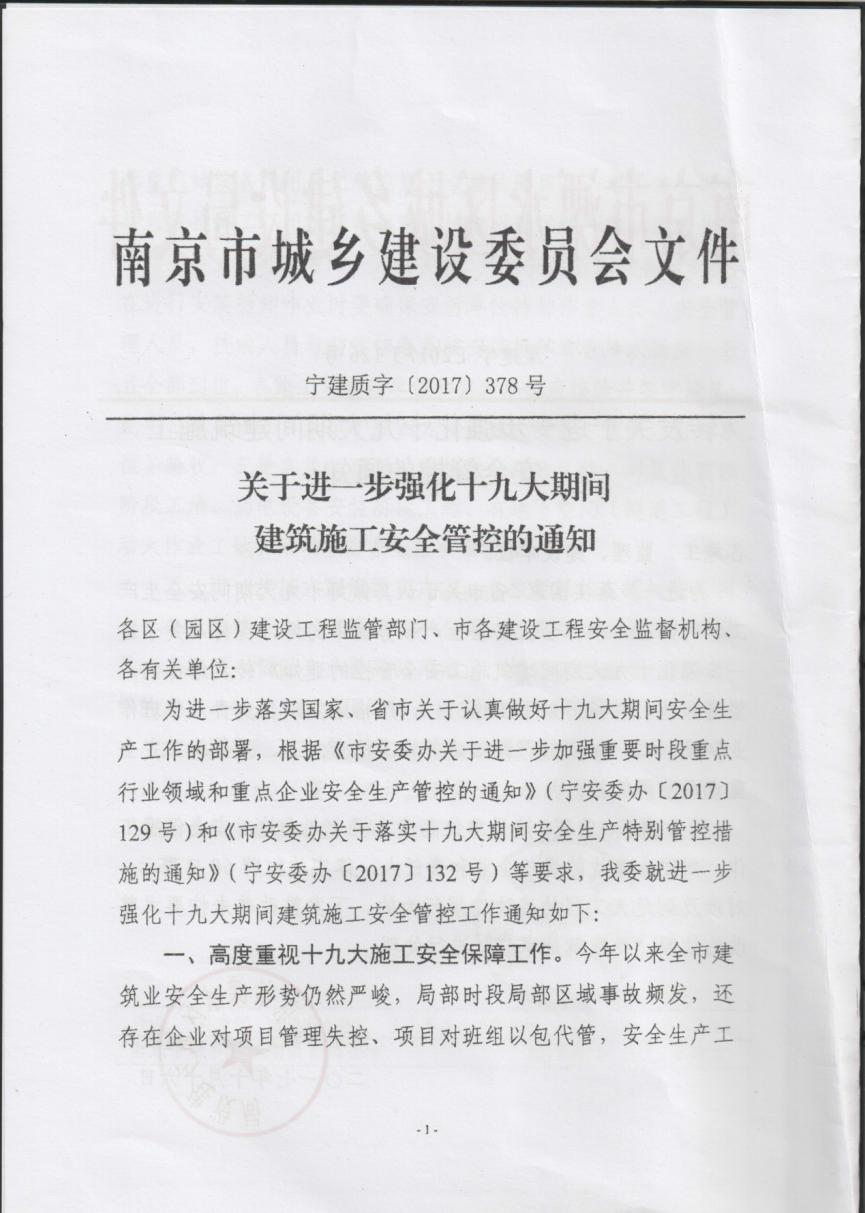 南京市城乡建设委员会文件
宁建质字〔2017〕378号
关于进一步强化十九大期间
建筑施工安全管控的通知
各区（园区）建设工程监管部门、市各建设工程安全监督机构、
各有关单位：
为进一步落实国家、省市关于认真做好十九大期间安全生
产工作的部署，根据《市安委办关于进一步加强重要时段重点
行业领域和重点企业安全生产管控的通知》（宁安委办〔2017〕
129号）和《市安委办关于落实十九大期间安全生产特别管控措
施的通知》（宁安委办〔2017〕132号）等要求，我委就进一步
强化十九大期间建筑施工安全管控工作通知如下：
一、高度重视十九大施工安全保障工作。今年以来全市建
筑业安全生产形势仍然严峻，局部时段局部区域事故频发，还
存在企业对项目管理失控、项目对班组以包代管，安全生产工
-1-